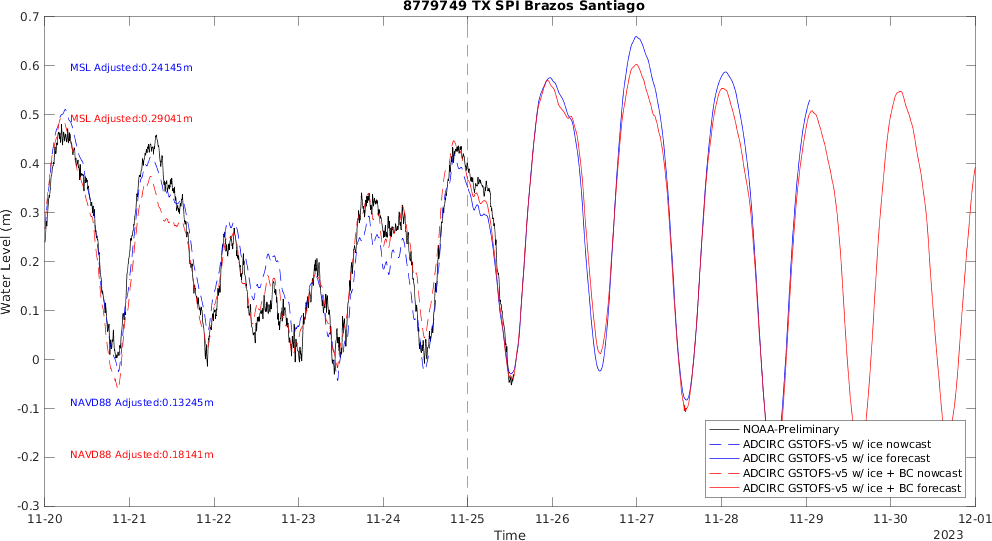 8779749 TX SPI Brazos Santiago
0.7
0.6
0.5
0.4
0.3
0.2
0.1
0
-0.1
-0.2
-0.3
Water Level (m)
MSL Adjusted:0.24145m
MSL Adjusted:0.29041m
NAVD88 Adjusted:0.13245m
NAVD88 Adjusted:0.18141m
NOAA-Preliminary
ADCIRC GSTOFS-v5 w/ ice nowcast
ADCIRC GSTOFS-v5 w/ ice forecast
ADCIRC GSTOFS-v5 w/ ice + BC nowcast
ADCIRC GSTOFS-v5 w/ ice + BC forecast
11-20 11-21 11-22 11-23 11-24 11-25 11-26 11-27 11-28 11-29 11-30 12-01
Time
2023